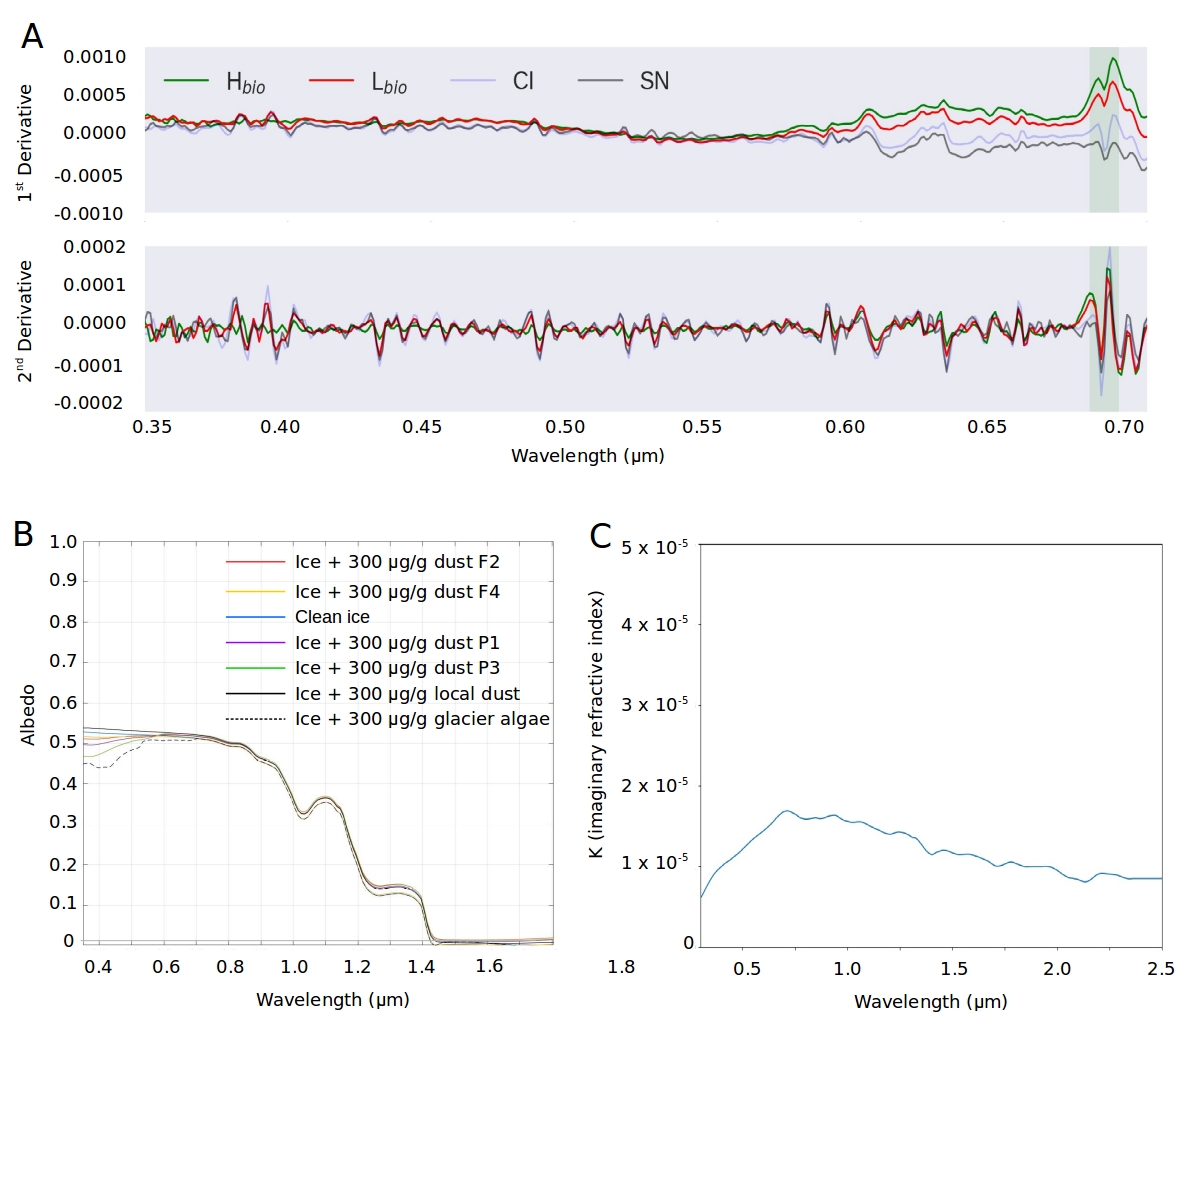 A
1st Derivative
0.0010
0.0005
0.0000
-0.0005
-0.0010
Hbio Lbio CI SN
2nd Derivative
0.0002
0.0001
0.0000
-0.0001
-0.0002
0.35 0.40 0.45 0.50 0.55 0.60 0.65 0.70
Wavelength (μm)
B
Albedo
1.0
0.9
0.8
0.7
0.6
0.5
0.4
0.3
0.2
0.1
0
Ice + 300 μg/g dust F2
Ice + 300 μg/g dust F4
Clean ice
Ice + 300 μg/g dust P1
Ice + 300 μg/g dust P3
Ice + 300 μg/g local dust
Ice + 300 μg/g glacier algae
0.4 0.6 0.8 1.0 1.2 1.4 1.6 1.8
Wavelength (μm)
C
K (imaginary refractive index)
5 x 10-5
4 x 10-5
3 x 10-5
2 x 10-5
1 x 10-5
0
0.5 1.0 1.5 2.0 2.5
Wavelength (μm)